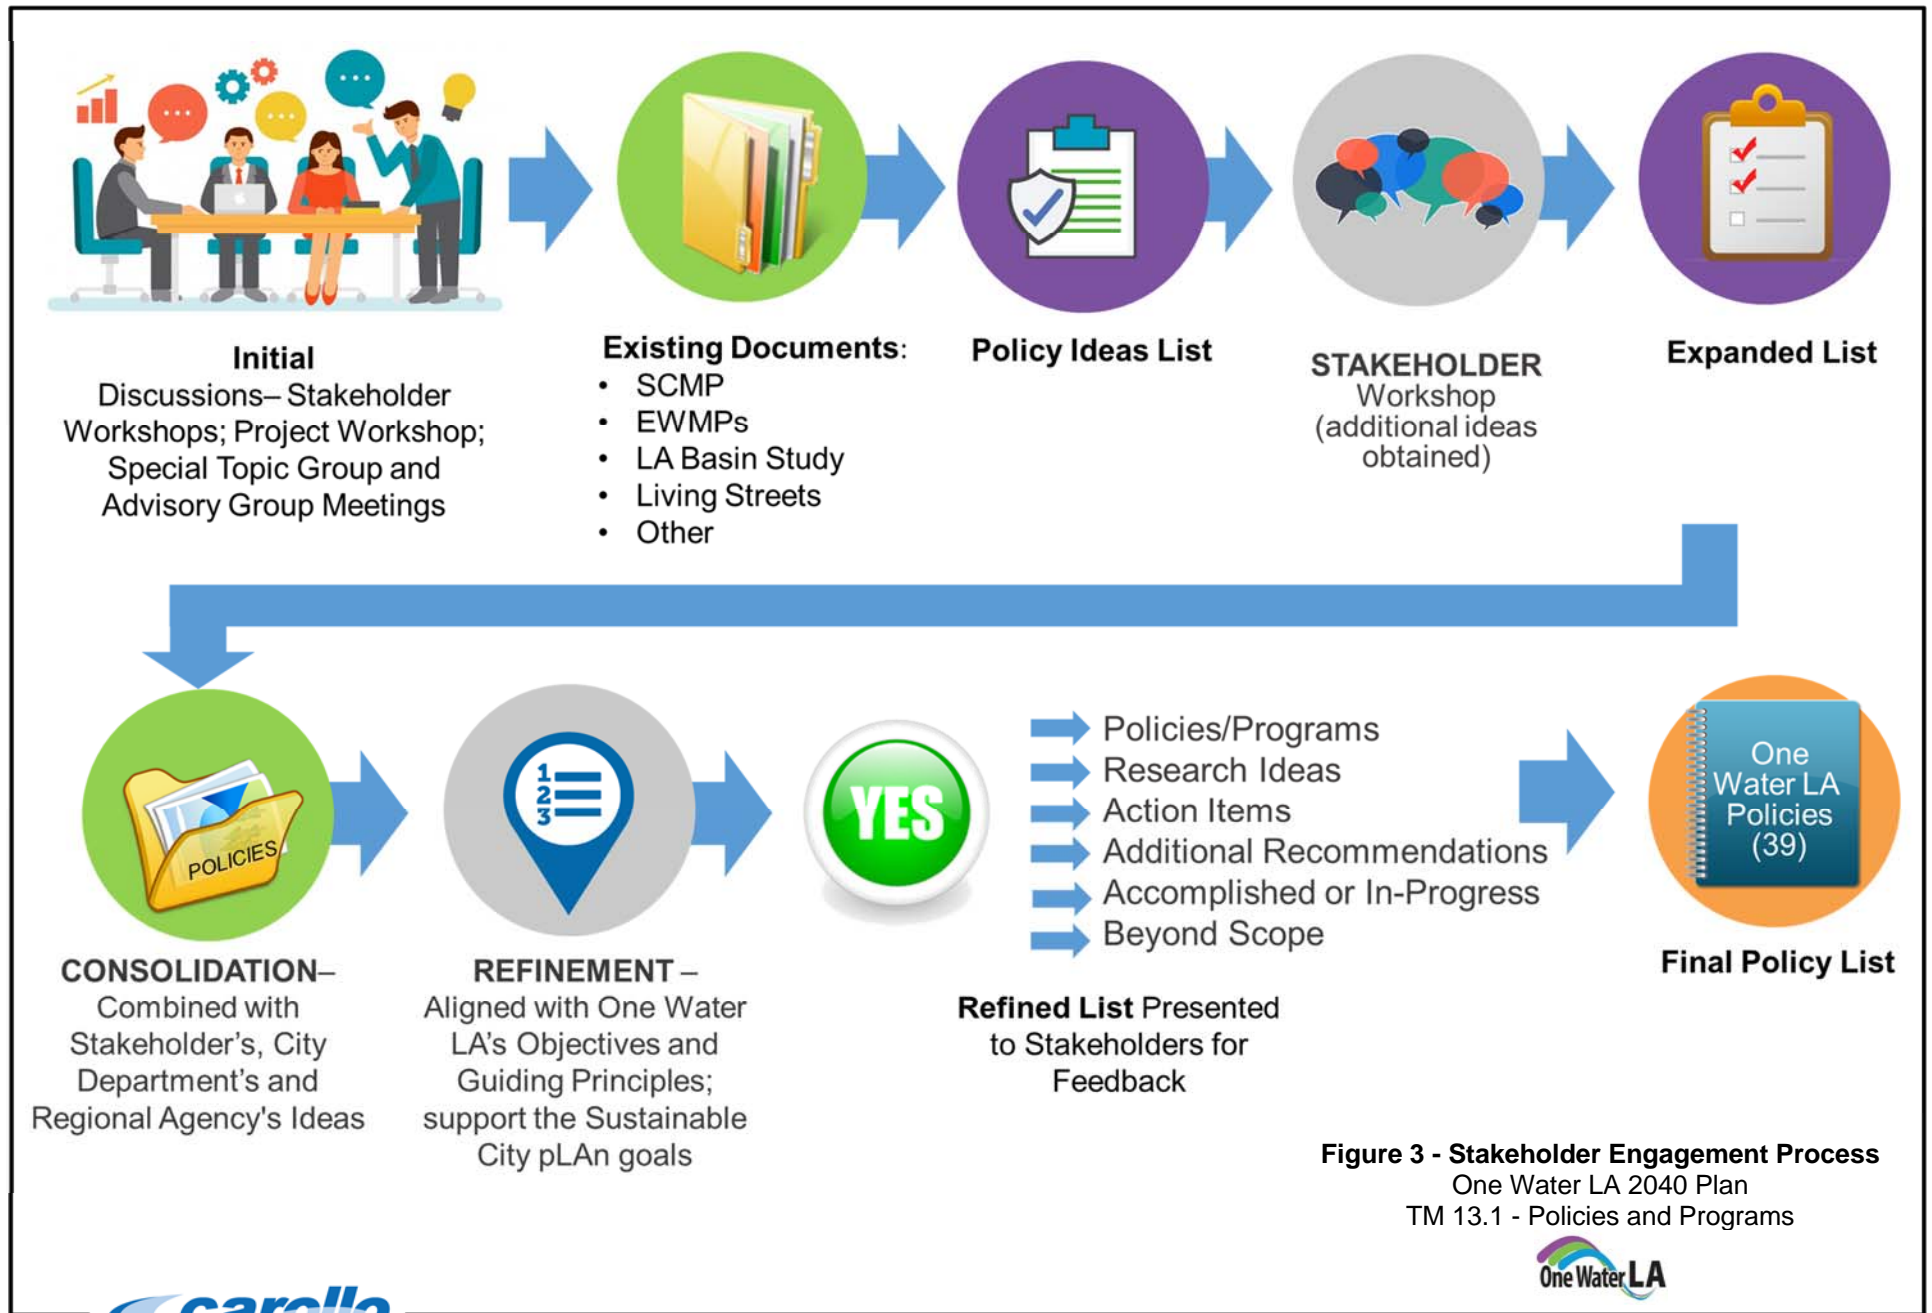 Initial
Discussions– Stakeholder
Workshops; Project Workshop;
Special Topic Group and
Advisory Group Meetings
Existing Documents:
• SCMP
• EWMPs
• LA Basin Study
• Living Streets
• Other
Policy Ideas List
STAKEHOLDER
Workshop
(additional ideas
obtained)
Expanded List
POLICIES
CONSOLIDATION–
Combined with
Stakeholder’s, City
Department’s and
Regional Agency's Ideas
1
2
3
REFINEMENT –
Aligned with One Water
LA’s Objectives and
Guiding Principles;
support the Sustainable
City pLAn goals
YES
Policies/Programs
Research Ideas
Action Items
Additional Recommendations
Accomplished or In-Progress
Beyond Scope
Refined List Presented
to Stakeholders for
Feedback
One
Water LA
Policies
(39)
Final Policy List
Figure 3 - Stakeholder Engagement Process
One Water LA 2040 Plan
TM 13.1 - Policies and Programs
One Water LA
carollo